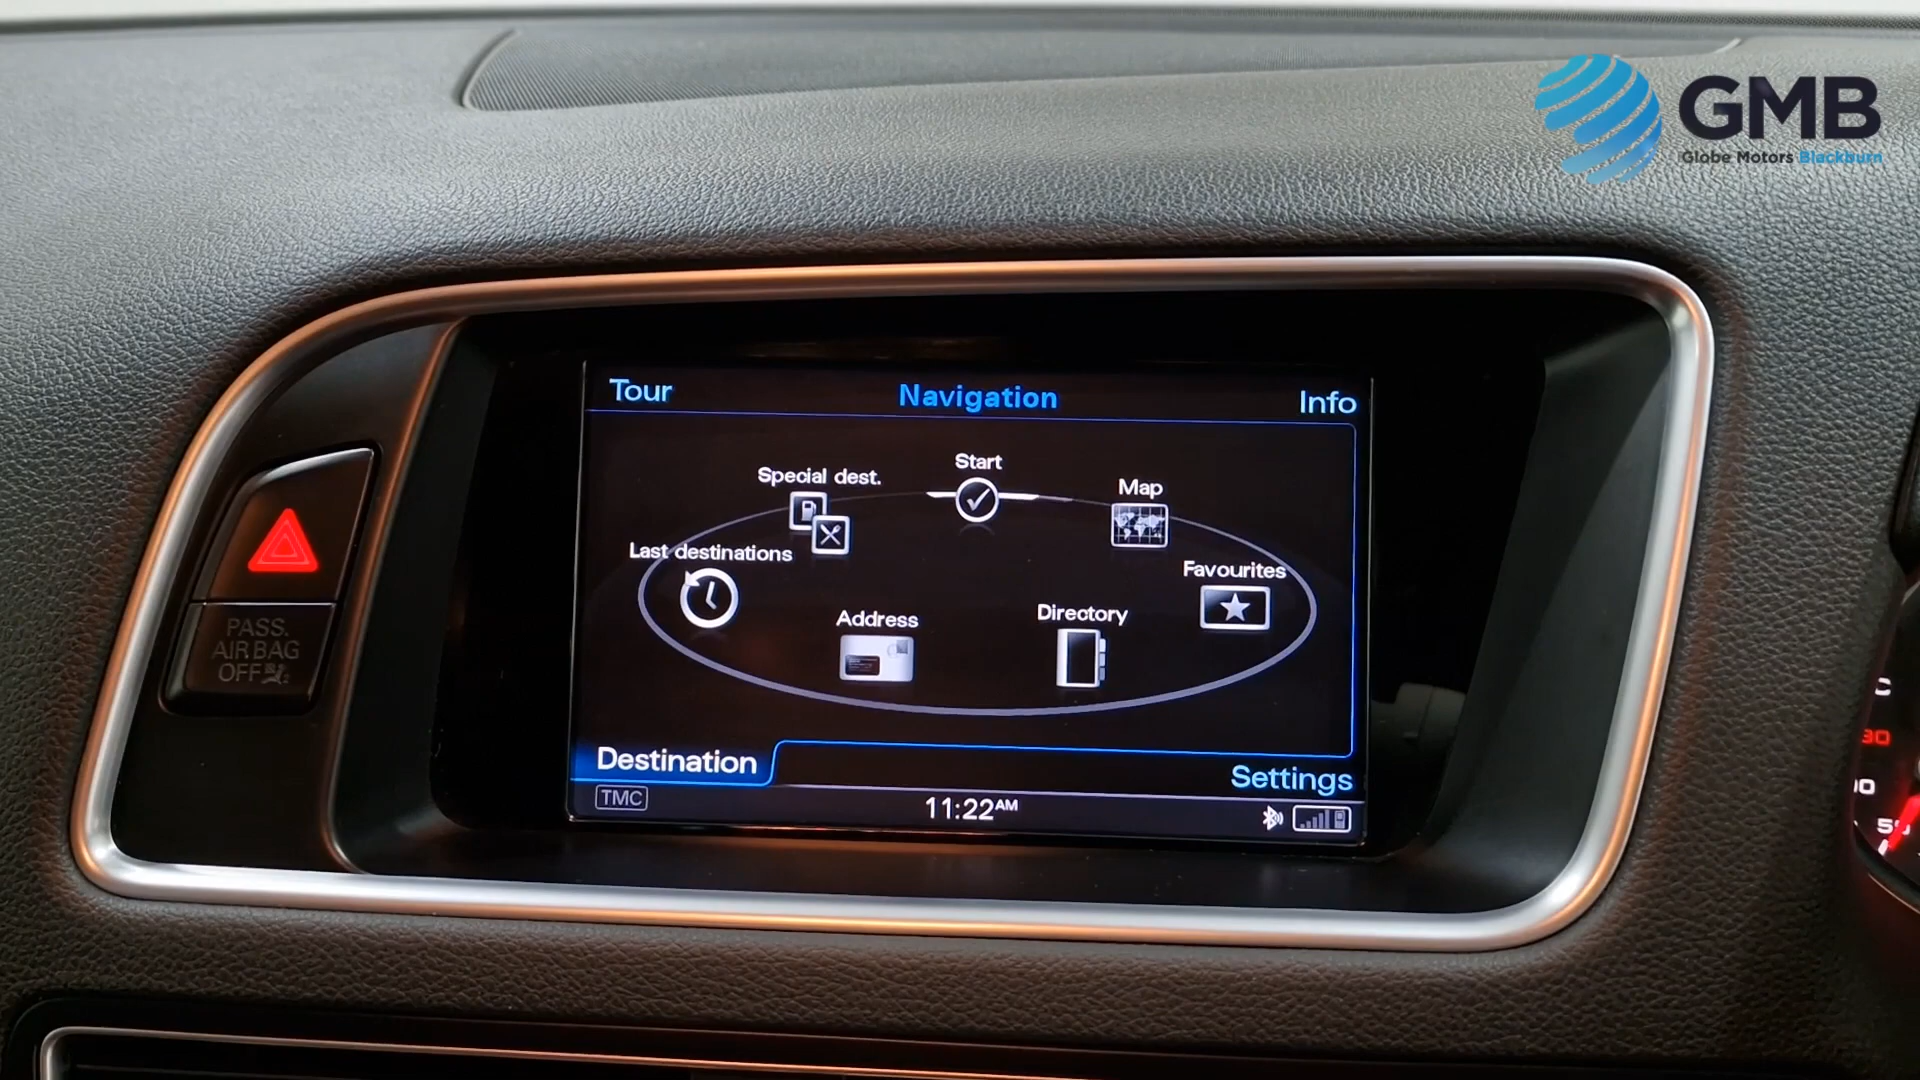 GMB
Globe Motors Blackburn
Tour
Navigation
Info
Special dest.
Start
Map
Last destinations
Favourites
Address
Directory
PASS.
AIR BAG
OFF
Destination
Settings
TMC
11:22AM